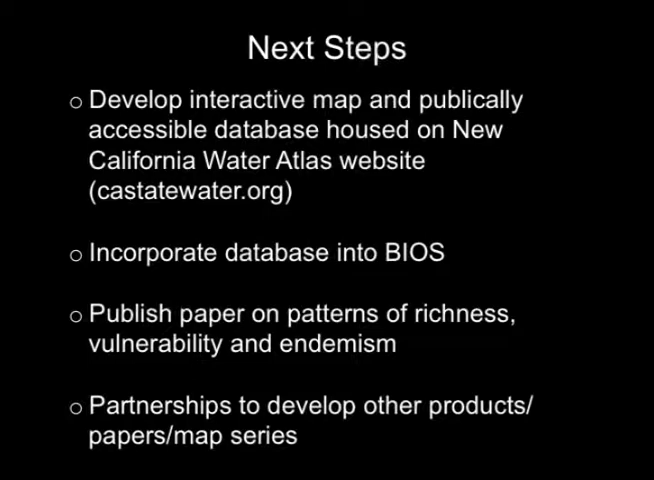 Next Steps
o Develop interactive map and publically
accessible database housed on New
California Water Atlas website
(castatewater.org)
o Incorporate database into BIOS
o Publish paper on patterns of richness,
vulnerability and endemism
o Partnerships to develop other products/
papers/map series